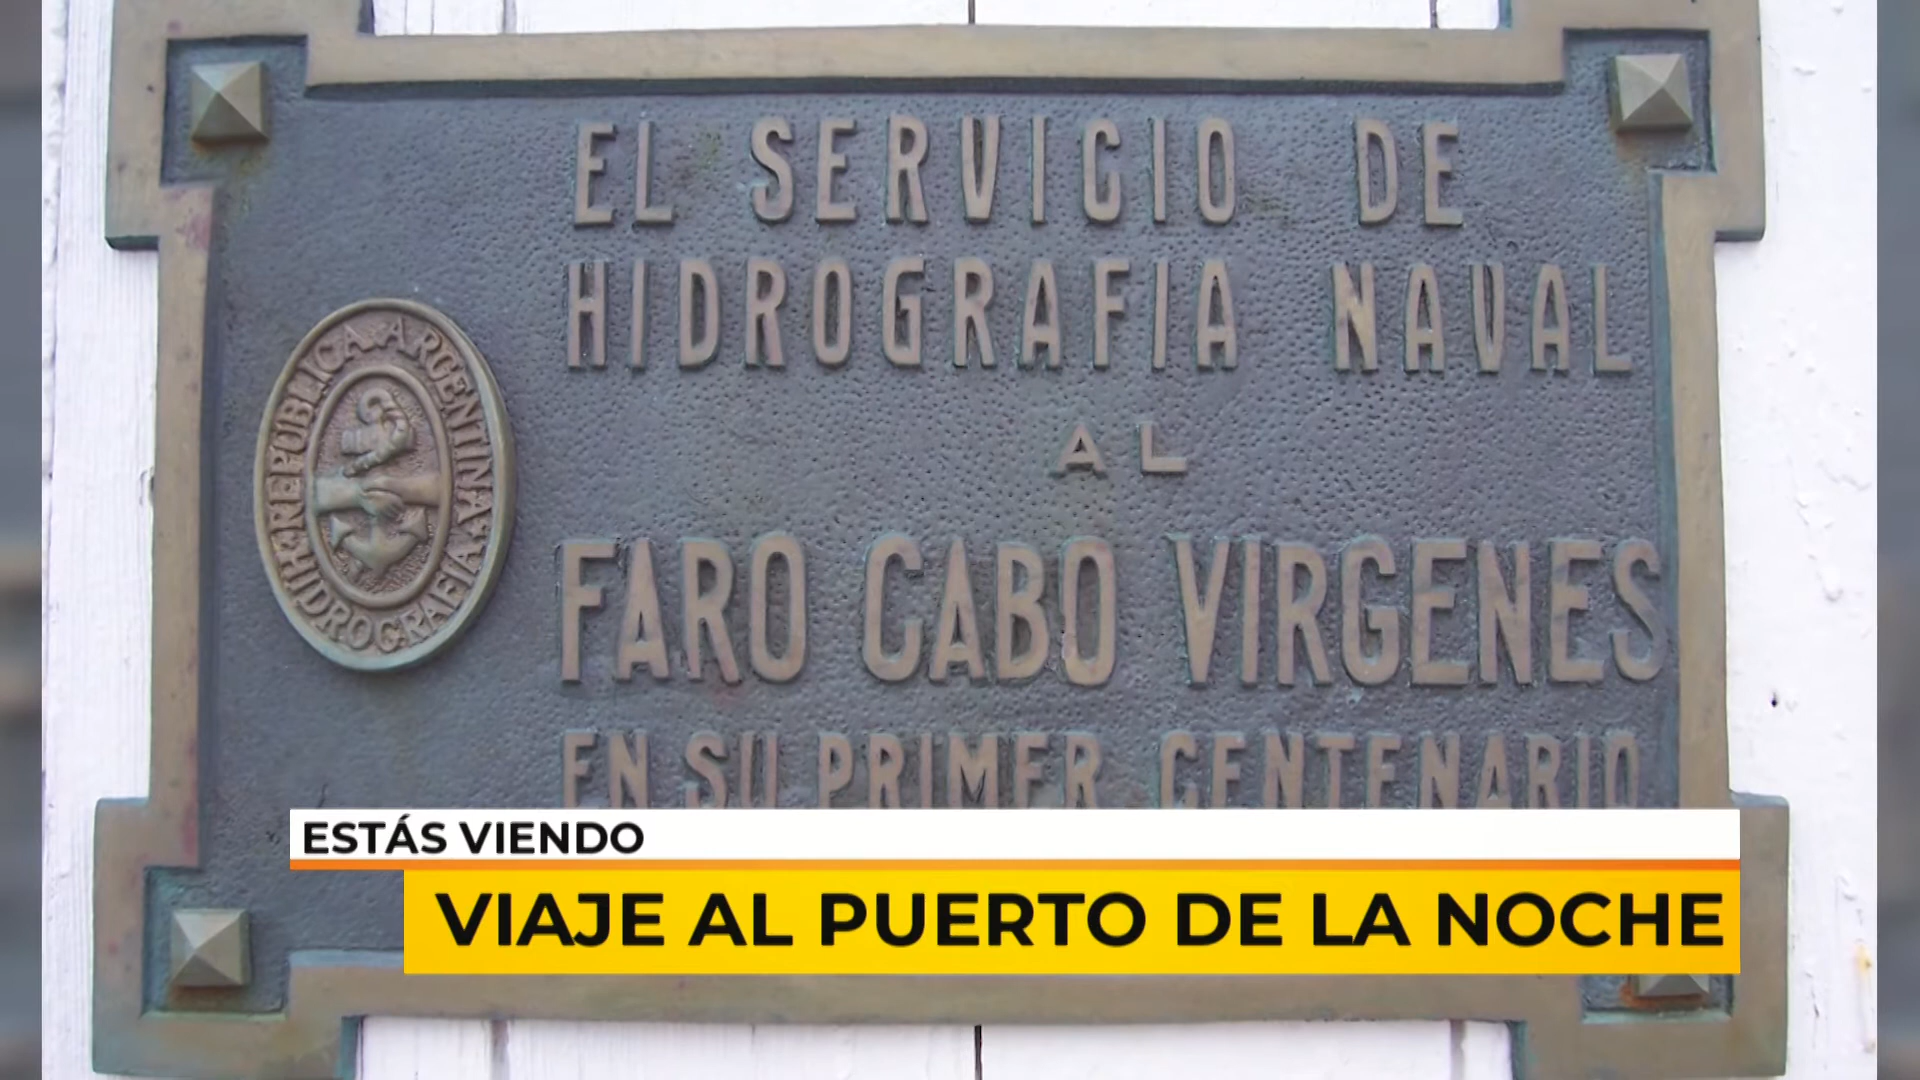 EL SERVICIO DE
HIDROGRAFIA NAVAL
AL
FARO CABO VIRGENES
EN SU PRIMER CENTENARIO
REPUBLICA ARGENTINA
HIDROGRAFIA
ESTÁS VIENDO
VIAJE AL PUERTO DE LA NOCHE